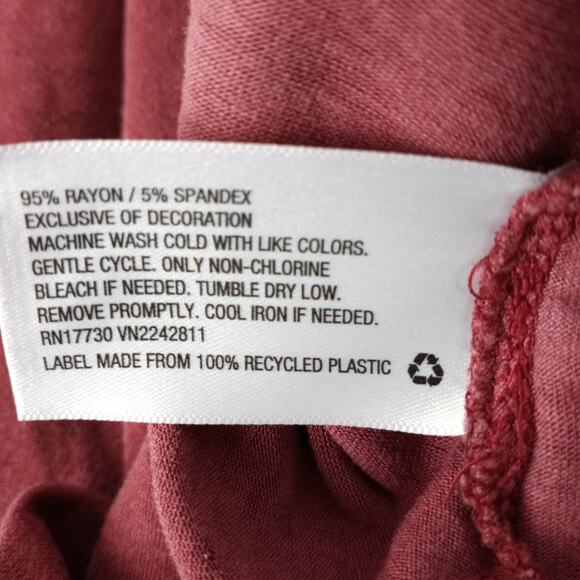 95% RAYON / 5% SPANDEX
EXCLUSIVE OF DECORATION
MACHINE WASH COLD WITH LIKE COLORS.
GENTLE CYCLE. ONLY NON-CHLORINE
BLEACH IF NEEDED. TUMBLE DRY LOW.
REMOVE PROMPTLY. COOL IRON IF NEEDED.
RN17730 VN2242811
LABEL MADE FROM 100% RECYCLED PLASTIC